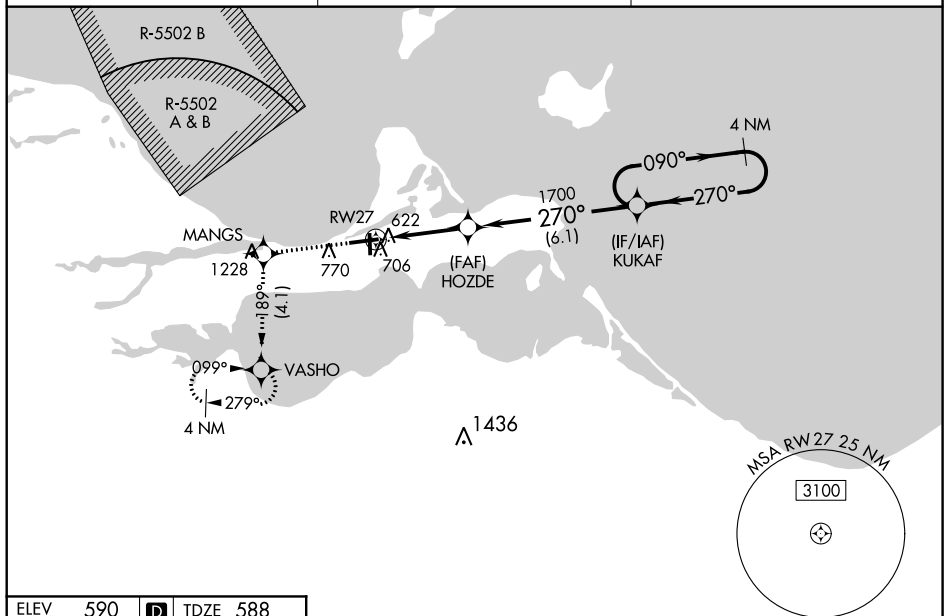 R-5502 B
R-5502
A & B
4 NM
090°
270°
1700
270°
(6.1)
(IF/IAF)
KUKAF
RW27
622
MANGS
1228
770
706
(FAF)
HOZDE
189°
(4.1)
099°
VASHO
279°
4 NM
1436
MSA RW27 25 NM
3100
ELEV 590 D TDZE 588